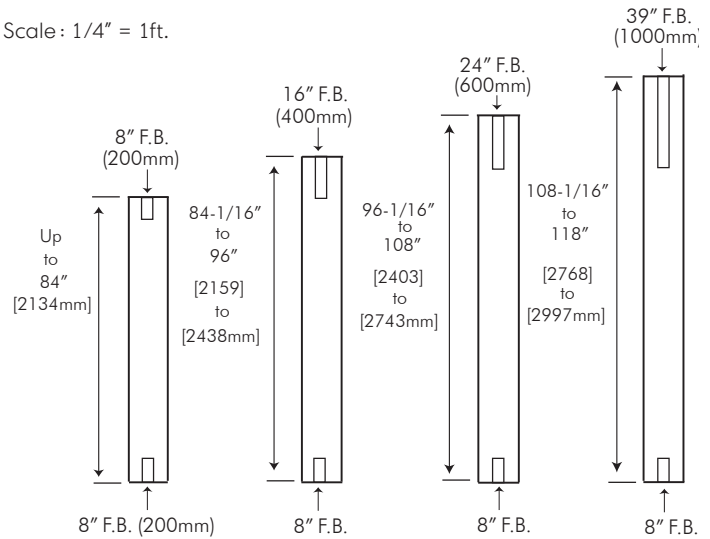 Scale: 1/4" = 1ft.
8" F.B.
(200mm)
Up
to
84"
[2134mm]
8" F.B. (200mm)
16" F.B.
(400mm)
84-1/16"
to
96"
[2159]
to
[2438mm]
8" F.B.
24" F.B.
(600mm)
96-1/16"
to
108"
[2403]
to
[2743mm]
8" F.B.
39" F.B.
(1000mm)
108-1/16"
to
118"
[2768]
to
[2997mm]
8" F.B.